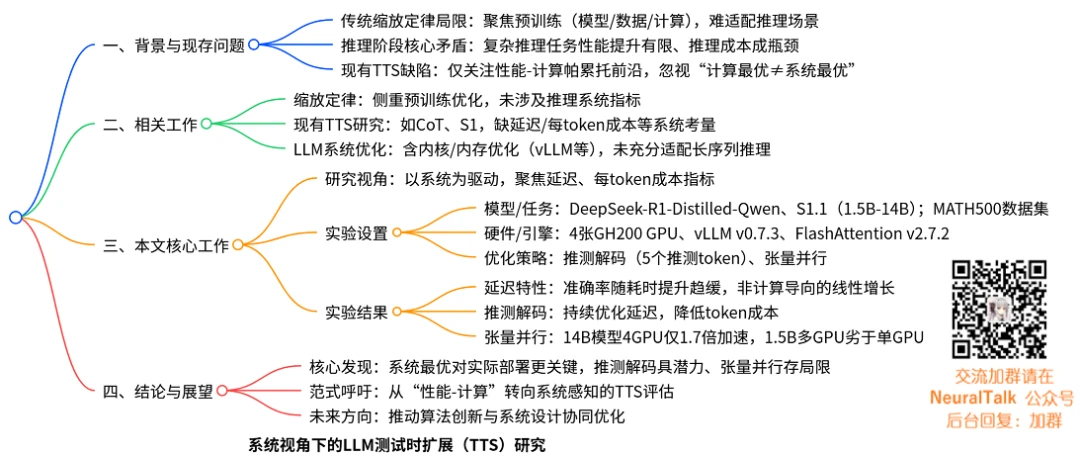 一、背景与现存问题
传统缩放定律局限：聚焦预训练（模型/数据/计算），难适配推理场景
推理阶段核心矛盾：复杂推理任务性能提升有限、推理成本成瓶颈
现有TTS缺陷：仅关注性能-计算帕累托前沿，忽视“计算最优≠系统最优”
二、相关工作
缩放定律：侧重预训练优化，未涉及推理系统指标
现有TTS研究：如CoT、S1，缺延迟/每token成本等系统考量
LLM系统优化：含内核/内存优化（vLLM等），未充分适配长序列推理
三、本文核心工作
研究视角：以系统为驱动，聚焦延迟、每token成本指标
实验设置
模型/任务：DeepSeek-R1-Distilled-Qwen、S1.1（1.5B-14B）；MATH500数据集
硬件/引擎：4张GH200 GPU、vLLM v0.7.3、FlashAttention v2.7.2
优化策略：推测解码（5个推测token）、张量并行
实验结果
延迟特性：准确率随耗时提升趋缓，非计算导向的线性增长
推测解码：持续优化延迟，降低token成本
张量并行：14B模型4GPU仅1.7倍加速，1.5B多GPU劣于单GPU
四、结论与展望
核心发现：系统最优对实际部署更关键，推测解码具潜力、张量并行存局限
范式呼吁：从“性能-计算”转向系统感知的TTS评估
未来方向：推动算法创新与系统设计协同优化
系统视角下的LLM测试时扩展（TTS）研究
交流加群请在
NeuralTalk 公众号
后台回复：加群